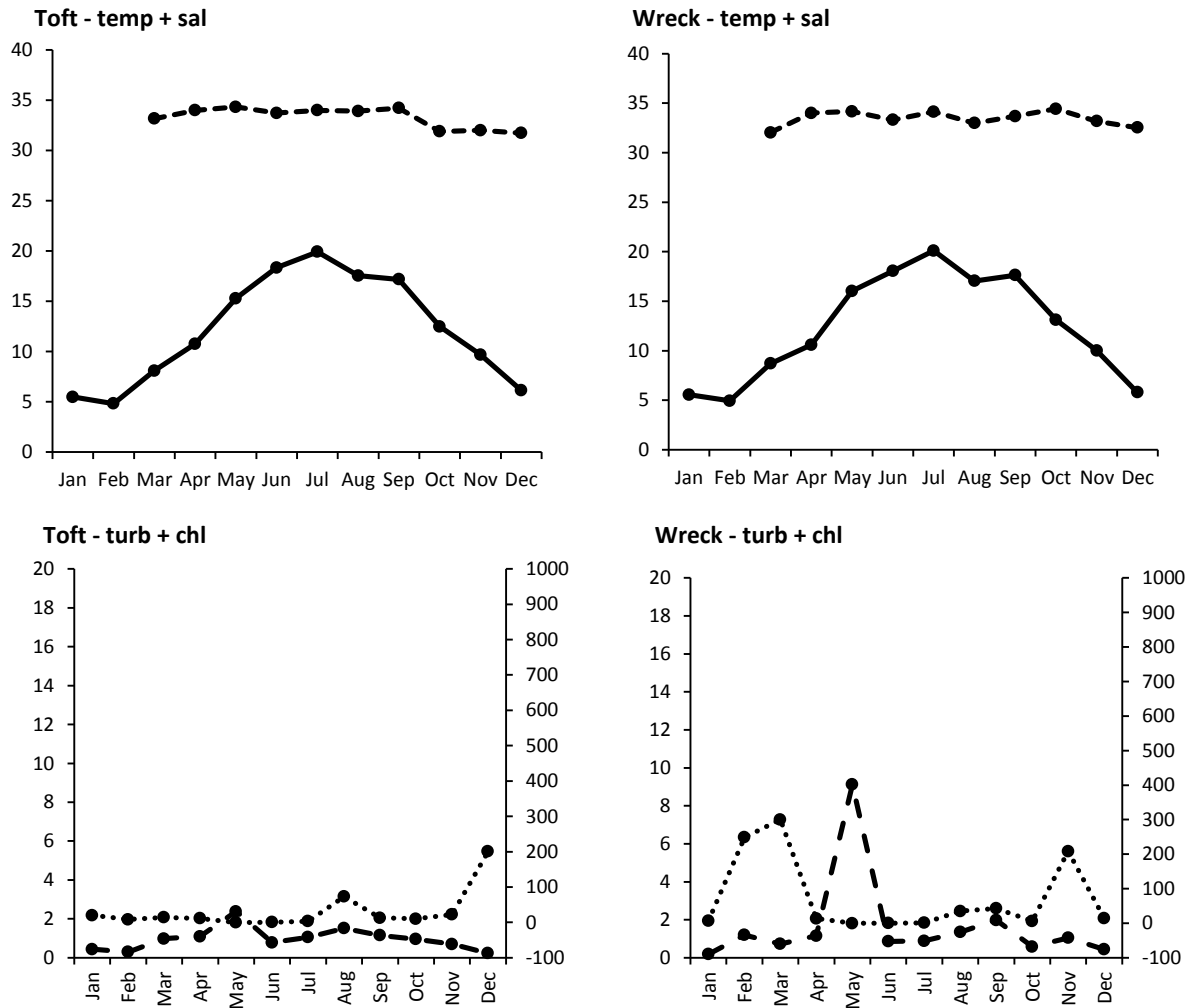 Toft - temp + sal
40
35
30
25
20
15
10
5
0
Jan Feb Mar Apr May Jun Jul Aug Sep Oct Nov Dec
Wreck - temp + sal
40
35
30
25
20
15
10
5
0
Jan Feb Mar Apr May Jun Jul Aug Sep Oct Nov Dec
Toft - turb + chl
20
18
16
14
12
10
8
6
4
2
0
1000
900
800
700
600
500
400
300
200
100
0
-100
Jan
Feb
Mar
Apr
May
Jun
Jul
Aug
Sep
Oct
Nov
Dec
Wreck - turb + chl
20
18
16
14
12
10
8
6
4
2
0
1000
900
800
700
600
500
400
300
200
100
0
-100
Jan
Feb
Mar
Apr
May
Jun
Jul
Aug
Sep
Oct
Nov
Dec